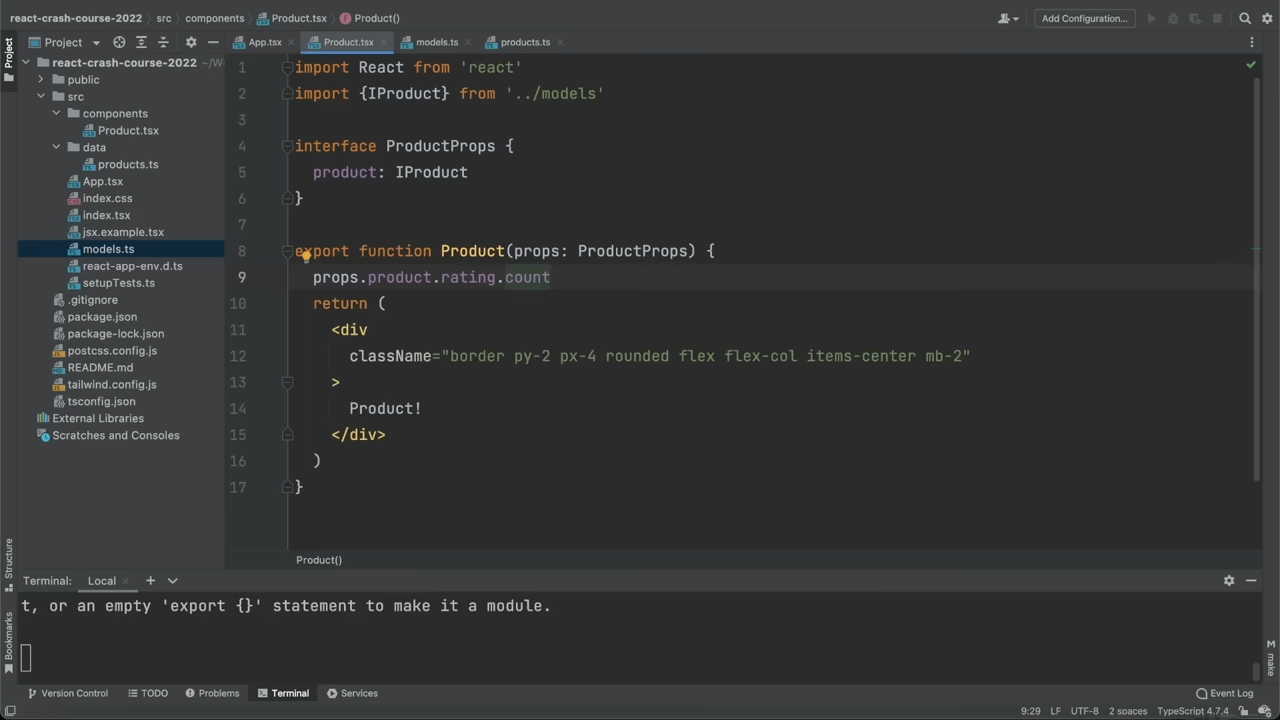 react-crash-course-2022 src components Product.tsx Product()
Add Configuration...
Project
Project
react-crash-course-2022
public
src
components
Product.tsx
data
products.ts
App.tsx
index.css
index.tsx
jsx.example.tsx
models.ts
react-app-env.d.ts
setupTests.ts
.gitignore
package.json
package-lock.json
postcss.config.js
README.md
tailwind.config.js
tsconfig.json
External Libraries
Scratches and Consoles
App.tsx Product.tsx models.ts products.ts
1 import React from 'react'
2 import {IProduct} from '../models'
3
4 interface ProductProps {
5 product: IProduct
6 }
7
8 export function Product(props: ProductProps) {
9 props.product.rating.count
10 return (
11 <div
12 className="border py-2 px-4 rounded flex flex-col items-center mb-2"
13 >
14 Product!
15 </div>
16 )
17 }
Product()
Structure
Bookmarks
make
Terminal: Local
t, or an empty 'export {}' statement to make it a module.
Version Control TODO Problems Terminal Services Event Log
9:29 LF UTF-8 2 spaces TypeScript 4.7.4